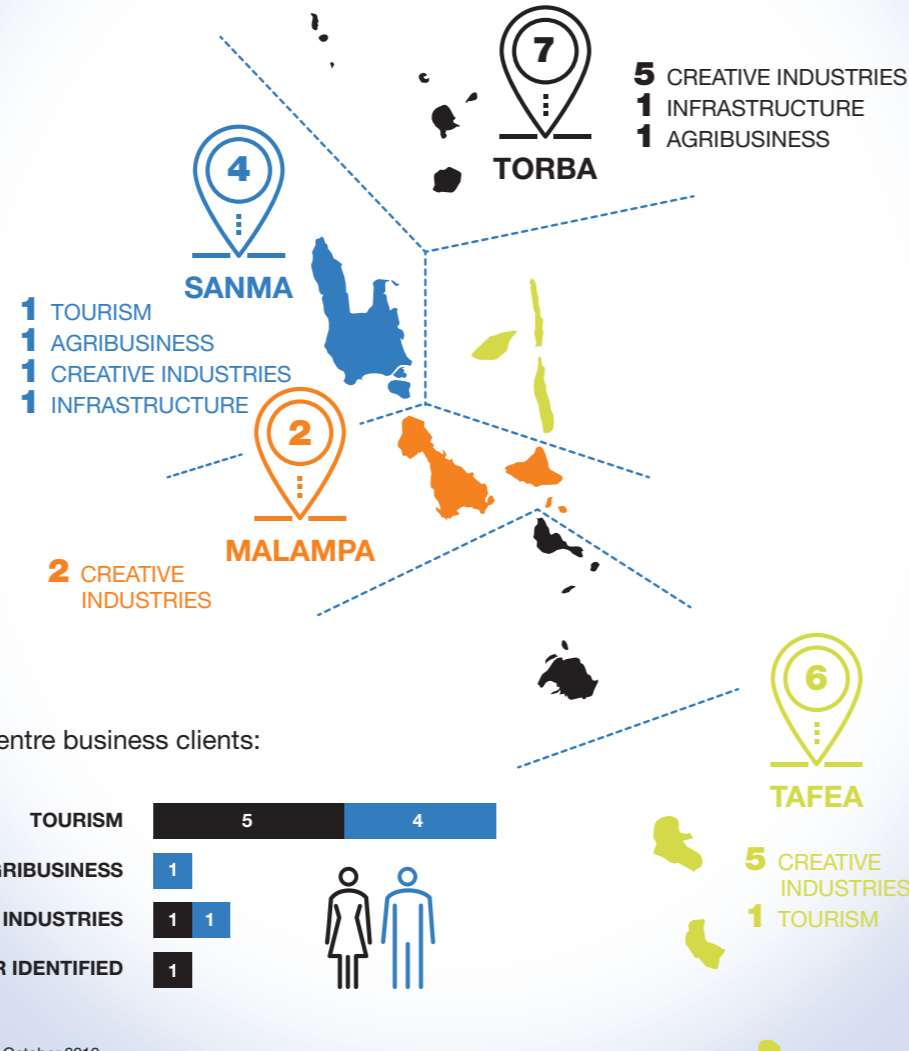 7
TORBA
5 CREATIVE INDUSTRIES
1 INFRASTRUCTURE
1 AGRIBUSINESS
4
SANMA
1 TOURISM
1 AGRIBUSINESS
1 CREATIVE INDUSTRIES
1 INFRASTRUCTURE
2
MALAMPA
2 CREATIVE
INDUSTRIES
6
TAFEA
5 CREATIVE
INDUSTRIES
1 TOURISM
entre business clients:
TOURISM 5 4
GRIBUSINESS 1
INDUSTRIES 1 1
R IDENTIFIED 1